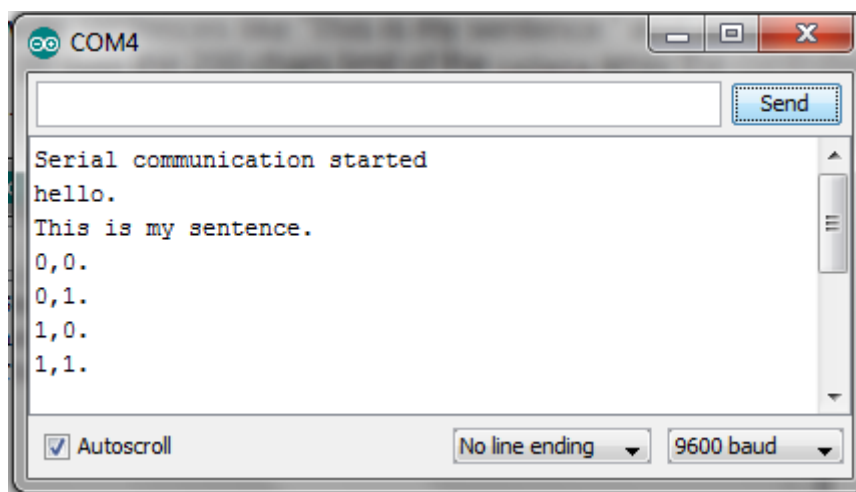 COM4
Send
Serial communication started
hello.
This is my sentence.
0,0.
0,1.
1,0.
1,1.
Autoscroll
No line ending
9600 baud